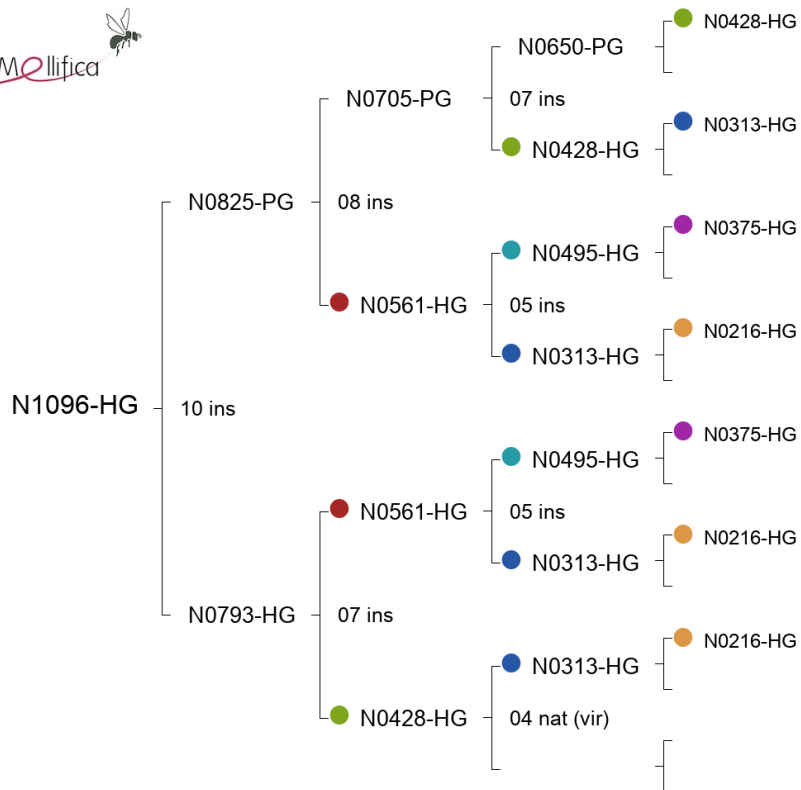 Mellifica
N0428-HG
N0650-PG
N0705-PG
07 ins
N0313-HG
N0428-HG
N0825-PG
08 ins
N0375-HG
N0495-HG
N0561-HG
05 ins
N0216-HG
N0313-HG
N1096-HG
10 ins
N0375-HG
N0495-HG
N0561-HG
05 ins
N0216-HG
N0313-HG
N0793-HG
07 ins
N0216-HG
N0313-HG
N0428-HG
04 nat (vir)